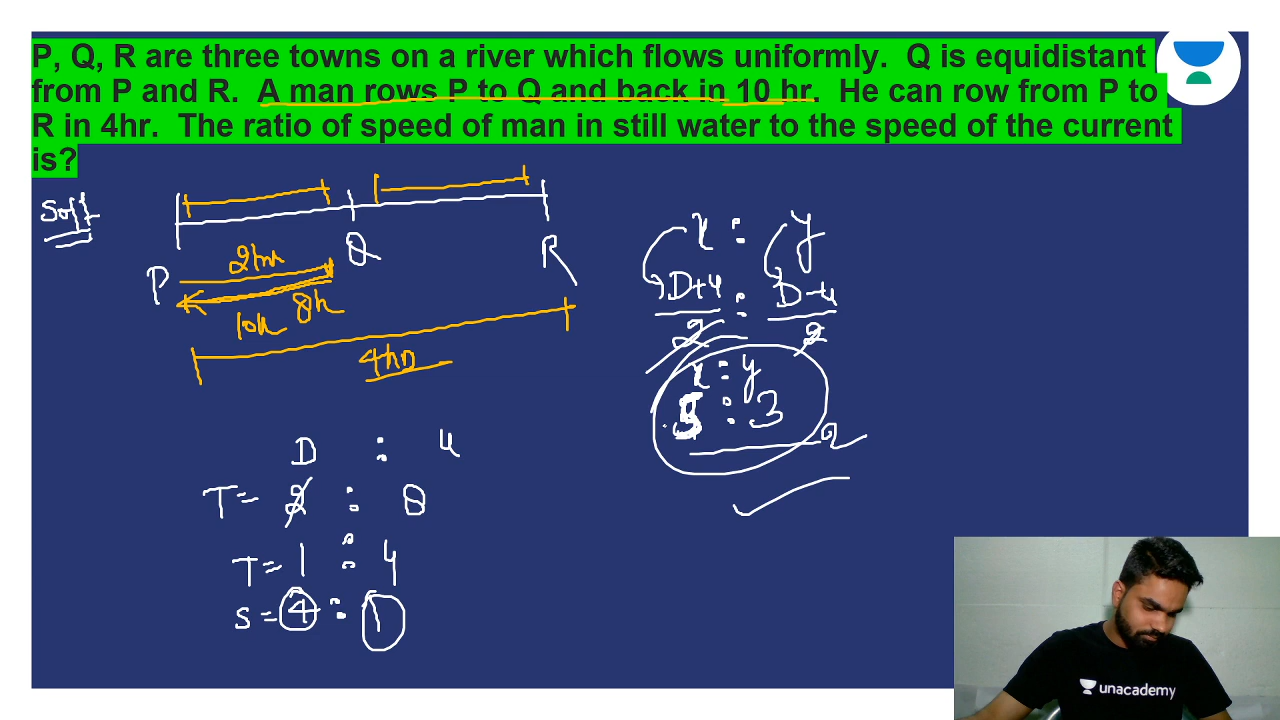 P, Q, R are three towns on a river which flows uniformly. Q is equidistant
from P and R. A man rows P to Q and back in 10 hr. He can row from P to
R in 4hr. The ratio of speed of man in still water to the speed of the current
is?
Sol^n
P Q R
2hr
8h
10h
4hr
x : y
D+U/2 : D-U/2
x : y
5 : 3
D : U
T = 2 : 8
T = 1 : 4
S = 4 : 1
unacademy